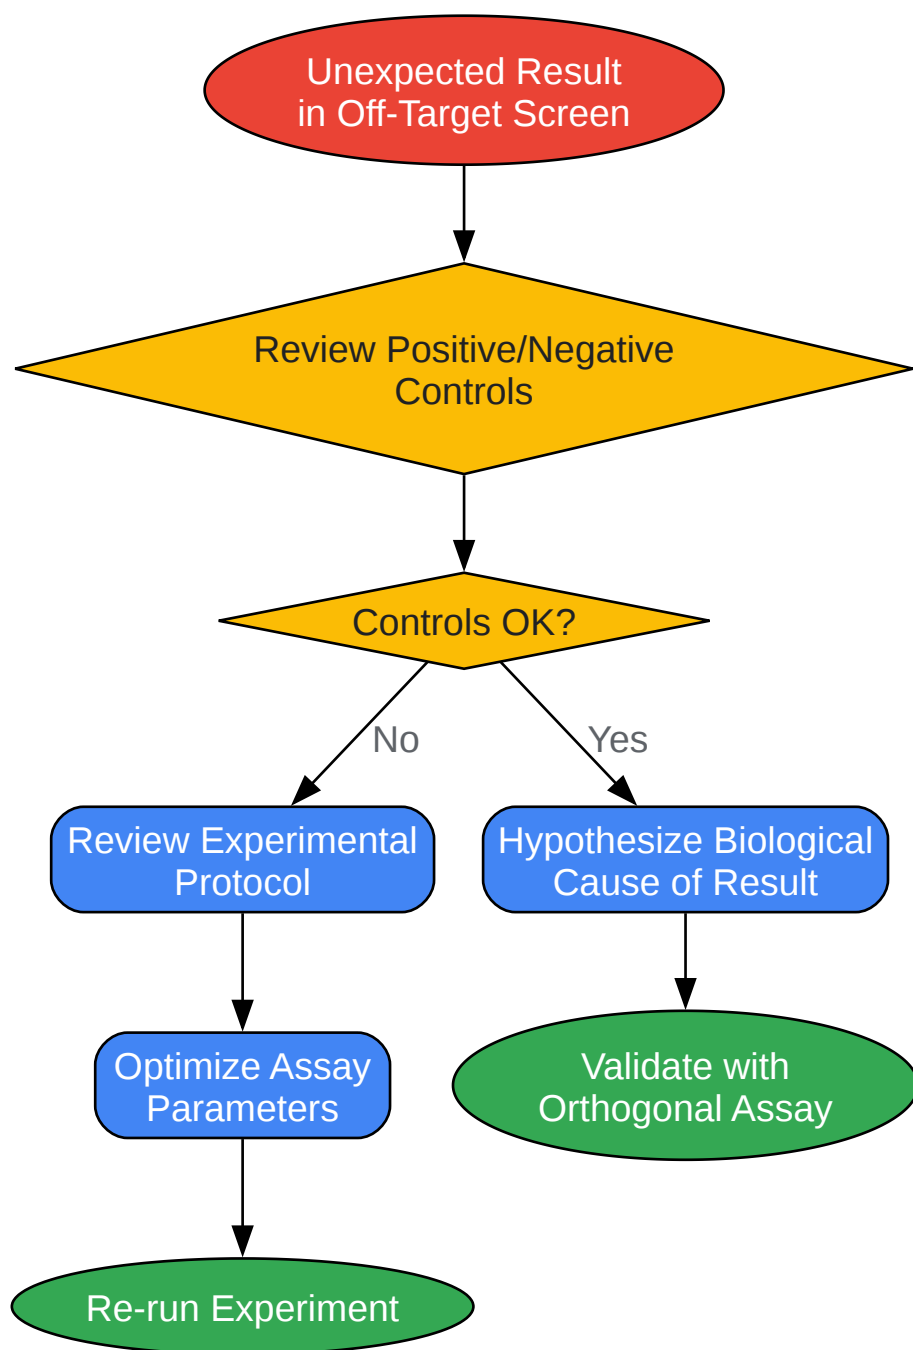 Unexpected Result
in Off-Target Screen
Review Positive/Negative
Controls
Controls OK?
No
Yes
Review Experimental
Protocol
Hypothesize Biological
Cause of Result
Optimize Assay
Parameters
Validate with
Orthogonal Assay
Re-run Experiment